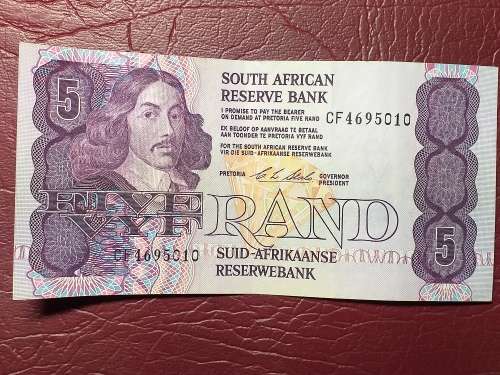 5
SOUTH AFRICAN
RESERVE BANK
I PROMISE TO PAY THE BEARER
ON DEMAND AT PRETORIA FIVE RAND
CF4695010
EK BELOOF OP AANVRAAG TE BETAAL
AAN TOONDER TE PRETORIA VYF RAND
FOR THE SOUTH AFRICAN RESERVE BANK
VIR DIE SUID-AFRIKAANSE RESERWEBANK
PRETORIA GOVERNOR
PRESIDENT
FIVE RAND
VYF
CF4695010
SUID-AFRIKAANSE
RESERWEBANK
5